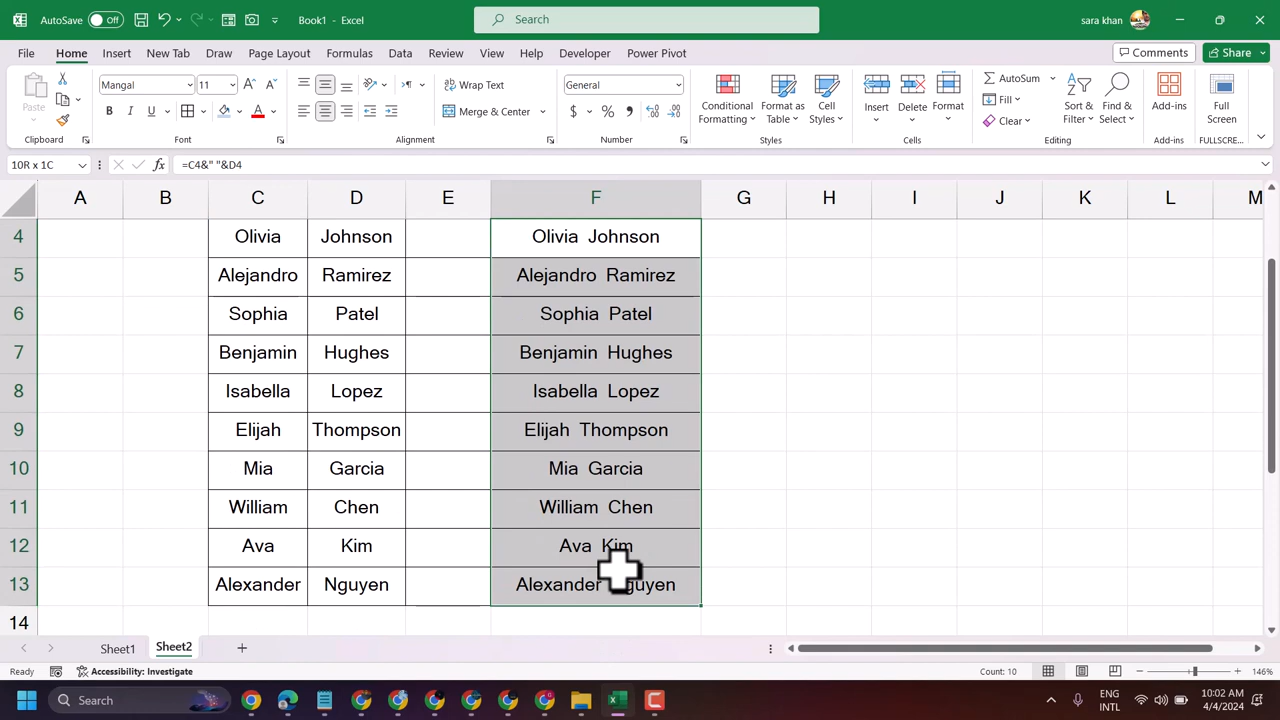 AutoSave Off Book1 - Excel Search sara khan
File Home Insert New Tab Draw Page Layout Formulas Data Review View Help Developer Power Pivot Comments Share
Mangal 11 Wrap Text General AutoSum
Paste B I U A Merge & Center $ % Conditional Formatting Format as Table Cell Styles Insert Delete Format Fill Clear Sort & Filter Find & Select Add-ins Full Screen
Clipboard Font Alignment Number Styles Cells Editing Add-ins FULLSCRE...
10R x 1C fx =C4&" "&D4
A B C D E F G H I J K L M
4 Olivia Johnson Olivia Johnson
5 Alejandro Ramirez Alejandro Ramirez
6 Sophia Patel Sophia Patel
7 Benjamin Hughes Benjamin Hughes
8 Isabella Lopez Isabella Lopez
9 Elijah Thompson Elijah Thompson
10 Mia Garcia Mia Garcia
11 William Chen William Chen
12 Ava Kim Ava Kim
13 Alexander Nguyen Alexander Nguyen
14
Sheet1 Sheet2
Ready Accessibility: Investigate Count: 10 146%
Search ENG INTL 10:02 AM 4/4/2024